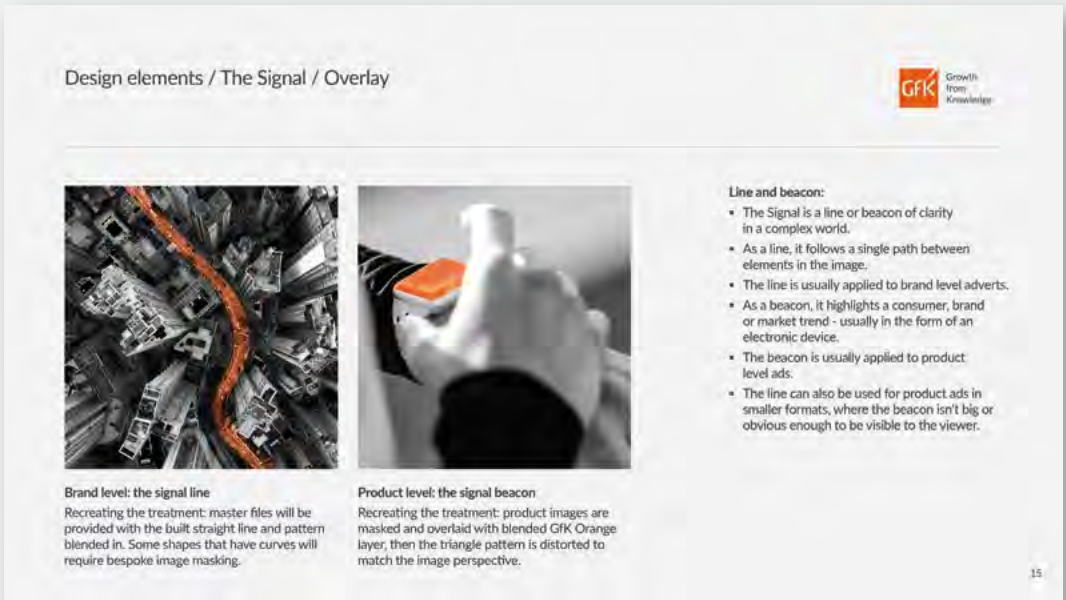 Design elements / The Signal / Overlay
GfK
Growth
from
Knowledge
Brand level: the signal line
Recreating the treatment: master files will be
provided with the built straight line and pattern
blended in. Some shapes that have curves will
require bespoke image masking.
Product level: the signal beacon
Recreating the treatment: product images are
masked and overlaid with blended GfK Orange
layer, then the triangle pattern is distorted to
match the image perspective.
Line and beacon:
▪ The Signal is a line or beacon of clarity
in a complex world.
▪ As a line, it follows a single path between
elements in the image.
▪ The line is usually applied to brand level adverts.
▪ As a beacon, it highlights a consumer, brand
or market trend - usually in the form of an
electronic device.
▪ The beacon is usually applied to product
level ads.
▪ The line can also be used for product ads in
smaller formats, where the beacon isn't big or
obvious enough to be visible to the viewer.
15